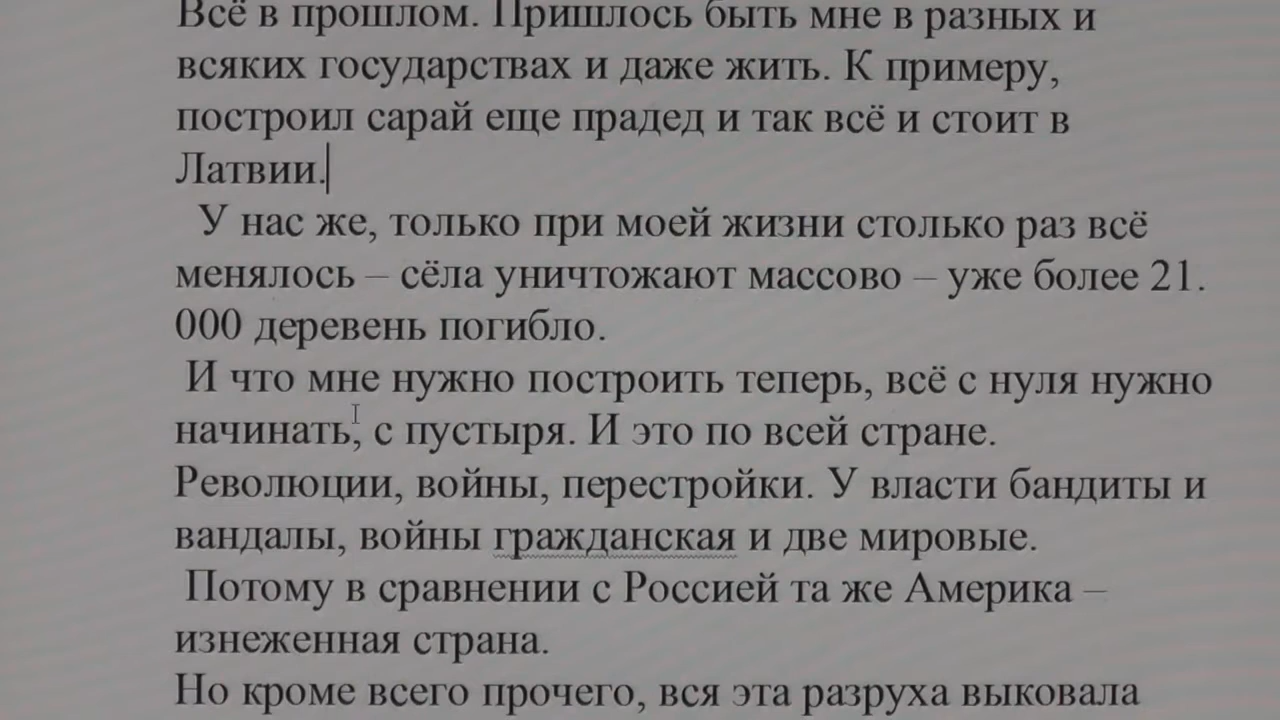 Всё в прошлом. Пришлось быть мне в разных и
всяких государствах и даже жить. К примеру,
построил сарай еще прадед и так всё и стоит в
Латвии.
У нас же, только при моей жизни столько раз всё
менялось – сёла уничтожают массово – уже более 21.
000 деревень погибло.
И что мне нужно построить теперь, всё с нуля нужно
начинать, с пустыря. И это по всей стране.
Революции, войны, перестройки. У власти бандиты и
вандалы, войны гражданская и две мировые.
Потому в сравнении с Россией та же Америка –
изнеженная страна.
Но кроме всего прочего, вся эта разруха выковала